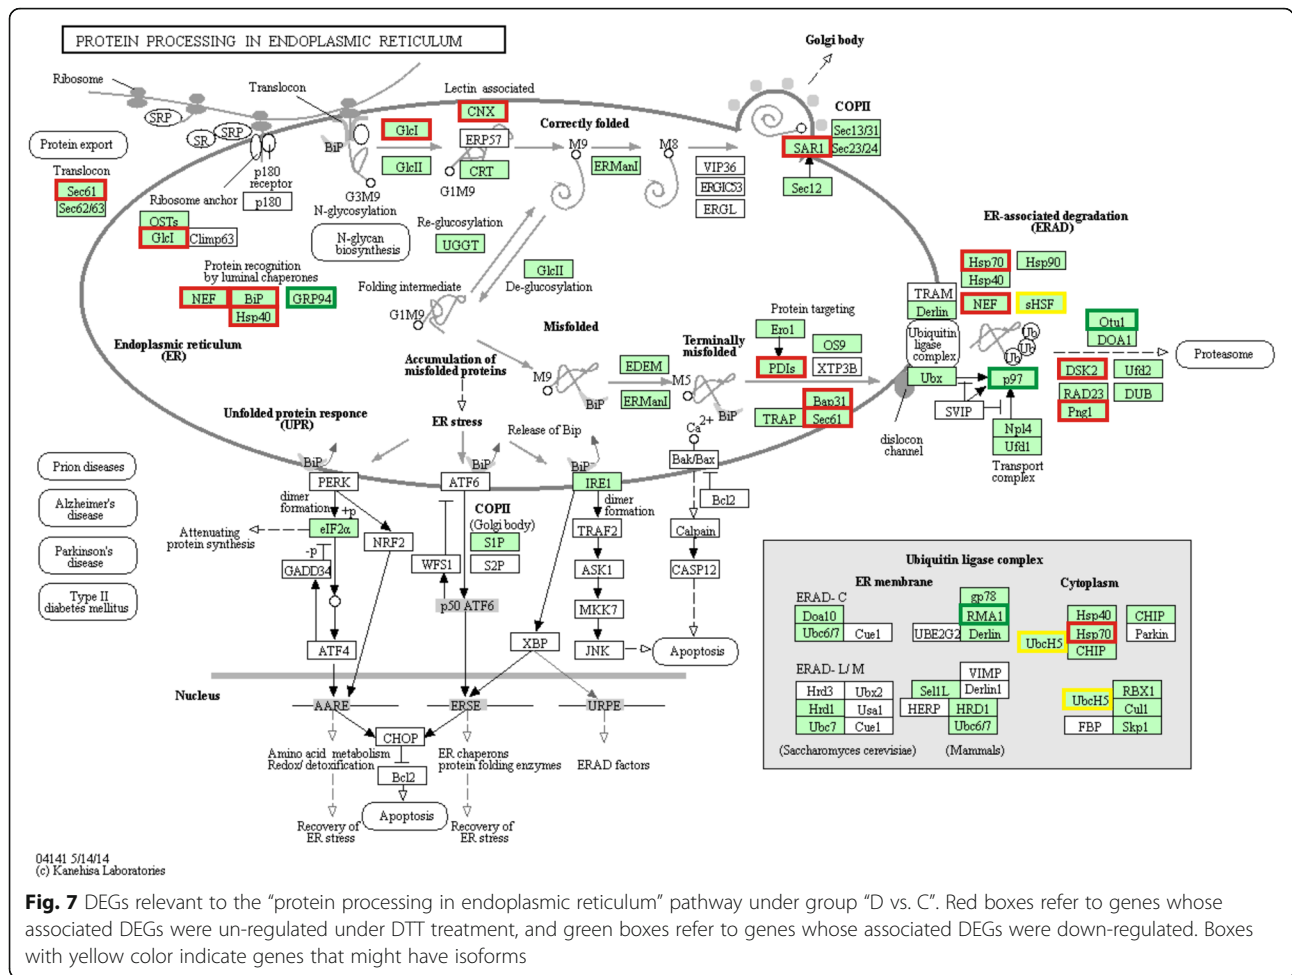 PROTEIN PROCESSING IN ENDOPLASMIC RETICULUM
Golgi body
Ribosome
Translocon
Lectin associated
CNX
COPII
SRP
GlcI
Correctly folded
Sec13/31
SR
SRP
ERP57
M9
M8
SAR1
Sec23/24
Protein export
BiP
GlcII
CRT
ERManI
VIP36
Translocon
p180
receptor
G1M9
ERGIC53
Sec12
Sec61
G3M9
Sec62/63
Ribosome anchor
p180
N-glycosylation
ERGL
OSTs
Re-glucosylation
ER-associated degradation
(ERAD)
GlcI
Climp63
N-glycan
biosynthesis
UGGT
Protein recognition
by luminal chaperones
GlcII
De-glucosylation
Hsp70
Hsp90
Hsp40
NEF
BiP
GRP94
Folding intermediate
TRAM
NEF
sHSF
Hsp40
G1M9
Protein targeting
Derlin
Endoplasmic reticulum
(ER)
Misfolded
Terminally
misfolded
Ero1
OS9
Ubiquitin
ligase
complex
Ub
Ub
Ub
Otu1
DOA1
Proteasome
Accumulation of
misfolded proteins
M9
EDEM
M5
PDIs
XTP3B
Ubx
p97
DSK2
Ufd2
BiP
ERManI
BiP
Bap31
RAD23
DUB
Unfolded protein responce
(UPR)
ER stress
Release of Bip
Ca2+
TRAP
Sec61
SVIP
Png1
dislocon
channel
Npl4
Ufd1
Transport
complex
BiP
BiP
BiP
Bak/Bax
Prion diseases
PERK
ATF6
IRE1
Bcl2
Alzheimer's
disease
dimer
formation
+p
COPII
(Golgi body)
dimer
formation
Attenuating
protein synthesis
eIF2α
TRAF2
Calpain
NRF2
S1P
Parkinson's
disease
-p
GADD34
WFS1
S2P
ASK1
CASP12
Type II
diabetes mellitus
p50 ATF6
MKK7
ATF4
XBP
JNK
Apoptosis
Nucleus
AARE
ERSE
URPE
CHOP
Amino acid metabolism
Redox/detoxification
ER chaperons
protein folding enzymes
ERAD factors
Bcl2
Apoptosis
Recovery of
ER stress
Recovery of
ER stress
Ubiquitin ligase complex
ER membrane
Cytoplasm
ERAD-C
gp78
Doa10
RMA1
Hsp40
CHIP
Ubc6/7
Cue1
UBE2G2
Derlin
UbcH5
Hsp70
Parkin
CHIP
ERAD-L/M
VIMP
Hrd3
Ubx2
Sel1L
Derlin1
UbcH5
RBX1
Hrd1
Usa1
HERP
HRD1
Cul1
Ubc7
Cue1
Ubc6/7
FBP
Skp1
(Saccharomyces cerevisiae)
(Mammals)
04141 5/14/14
(c) Kanehisa Laboratories
Fig. 7 DEGs relevant to the “protein processing in endoplasmic reticulum” pathway under group “D vs. C”. Red boxes refer to genes whose
associated DEGs were un-regulated under DTT treatment, and green boxes refer to genes whose associated DEGs were down-regulated. Boxes
with yellow color indicate genes that might have isoforms